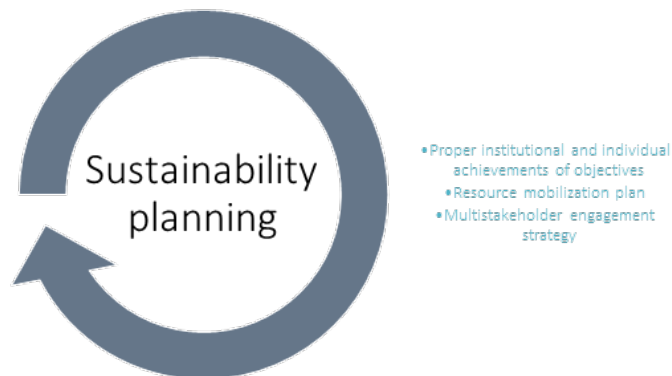 Sustainability
planning
•Proper institutional and individual
achievements of objectives
•Resource mobilization plan
•Multistakeholder engagement
strategy